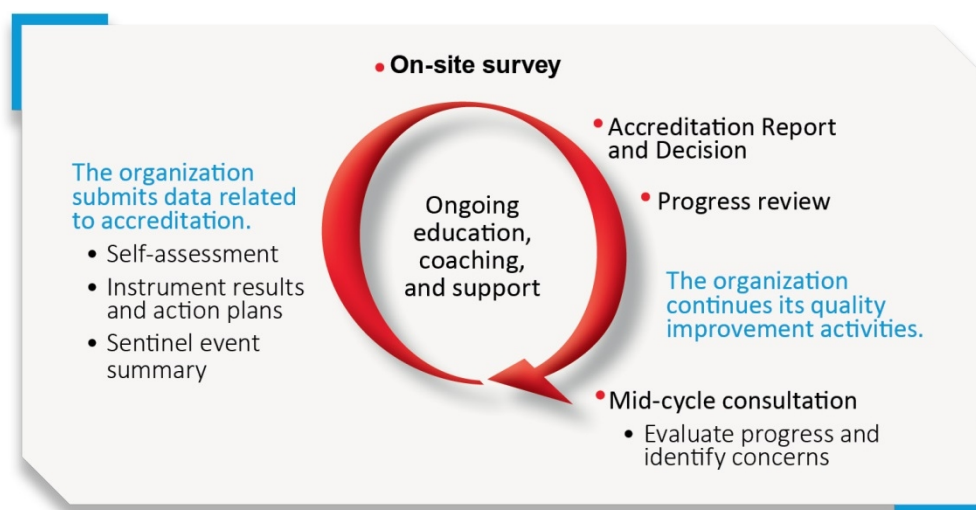 • On-site survey
• Accreditation Report
and Decision
• Progress review
The organization
continues its quality
improvement activities.
• Mid-cycle consultation
• Evaluate progress and
identify concerns
The organization
submits data related
to accreditation.
• Self-assessment
• Instrument results
and action plans
• Sentinel event
summary
Ongoing
education,
coaching,
and support